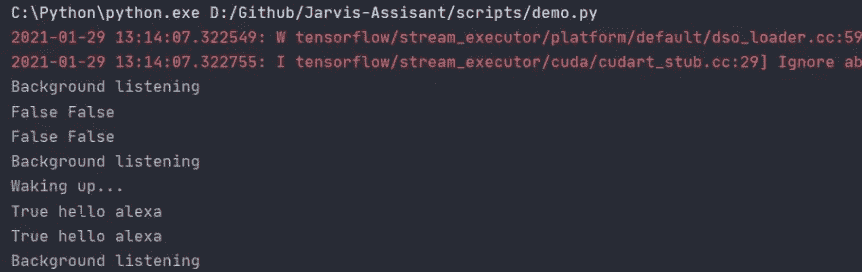 C:\Python\python.exe D:/Github/Jarvis-Assisant/scripts/demo.py
2021-01-29 13:14:07.322549: W tensorflow/stream_executor/platform/default/dso_loader.cc:59
2021-01-29 13:14:07.322755: I tensorflow/stream_executor/cuda/cudart_stub.cc:29] Ignore ab
Background listening
False False
False False
Background listening
Waking up...
True hello alexa
True hello alexa
Background listening